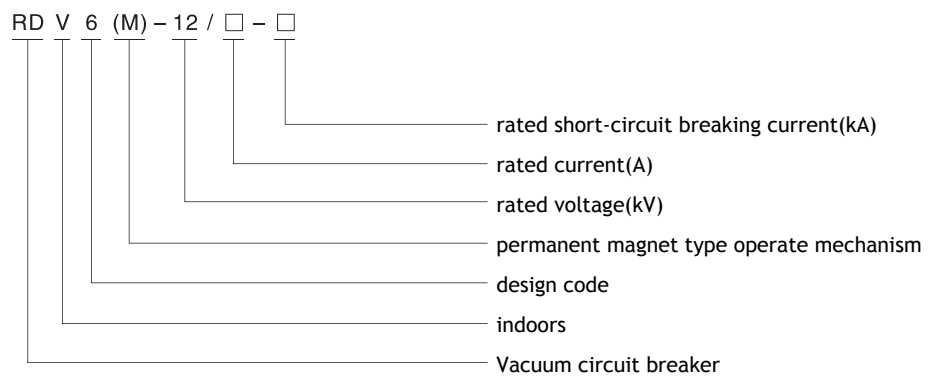 RD V 6 (M) – 12 / □ – □
rated short-circuit breaking current(kA)
rated current(A)
rated voltage(kV)
permanent magnet type operate mechanism
design code
indoors
Vacuum circuit breaker